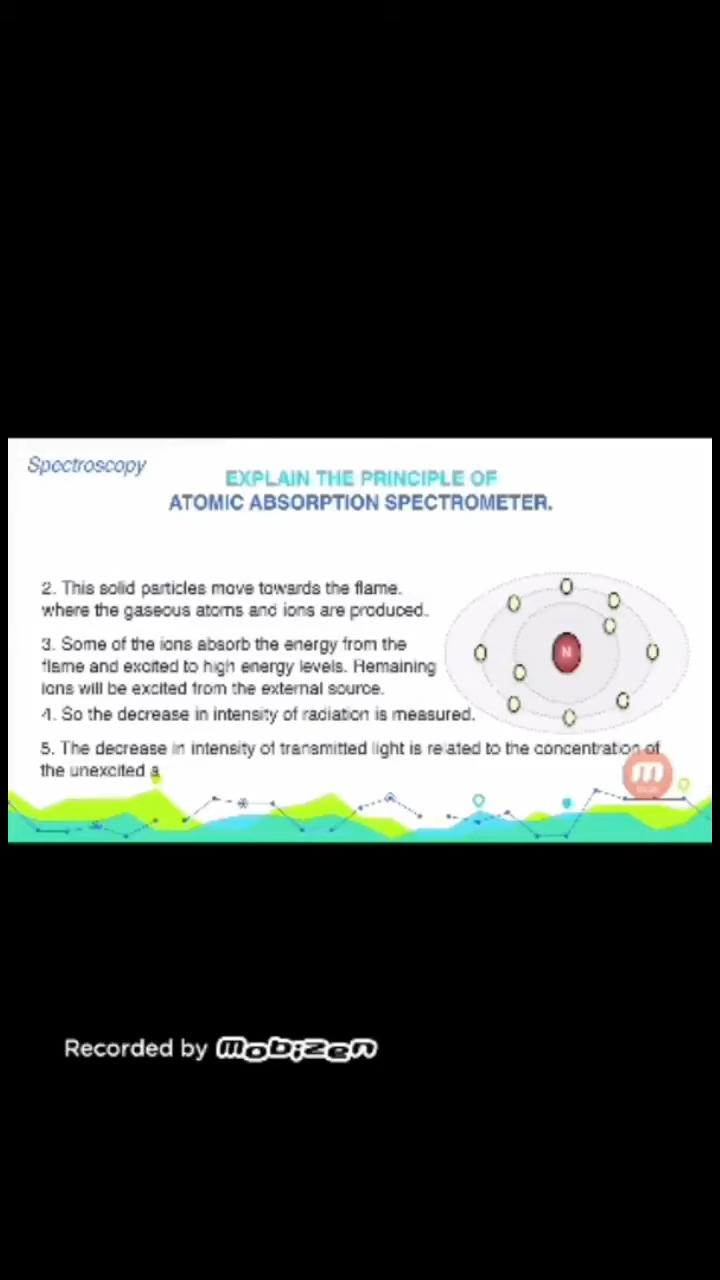 Spectroscopy
EXPLAIN THE PRINCIPLE OF
ATOMIC ABSORPTION SPECTROMETER.
2. This solid particles move towards the flame.
where the gaseous atoms and ions are produced.
3. Some of the ions absorb the energy from the
flame and excited to high energy levels. Remaining
ions will be excited from the external source.
4. So the decrease in intensity of radiation is measured.
5. The decrease in intensity of transmitted light is related to the concentration of
the unexcited a
N
Recorded by mobizen